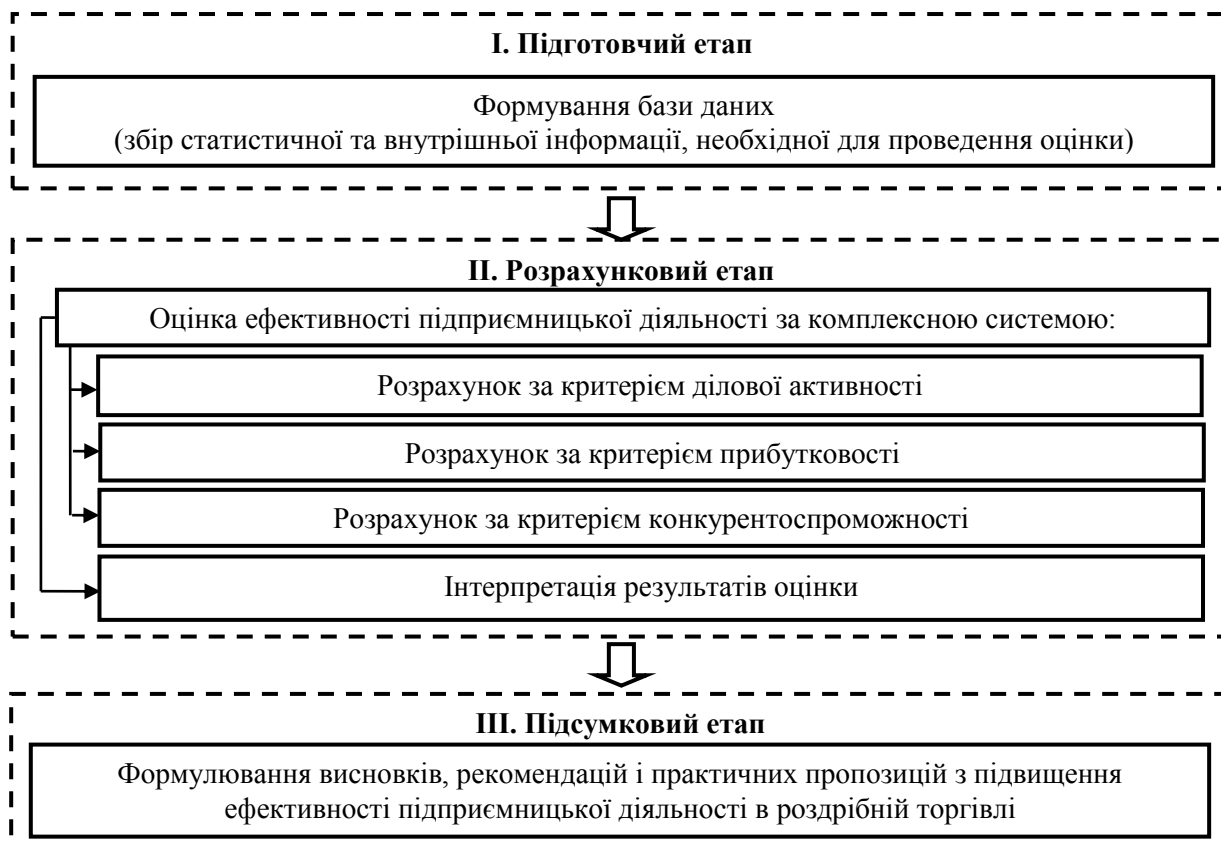 І. Підготовчий етап
Формування бази даних
(збір статистичної та внутрішньої інформації, необхідної для проведення оцінки)
ІІ. Розрахунковий етап
Оцінка ефективності підприємницької діяльності за комплексною системою:
Розрахунок за критерієм ділової активності
Розрахунок за критерієм прибутковості
Розрахунок за критерієм конкурентоспроможності
Інтерпретація результатів оцінки
ІІІ. Підсумковий етап
Формулювання висновків, рекомендацій і практичних пропозицій з підвищення
ефективності підприємницької діяльності в роздрібній торгівлі